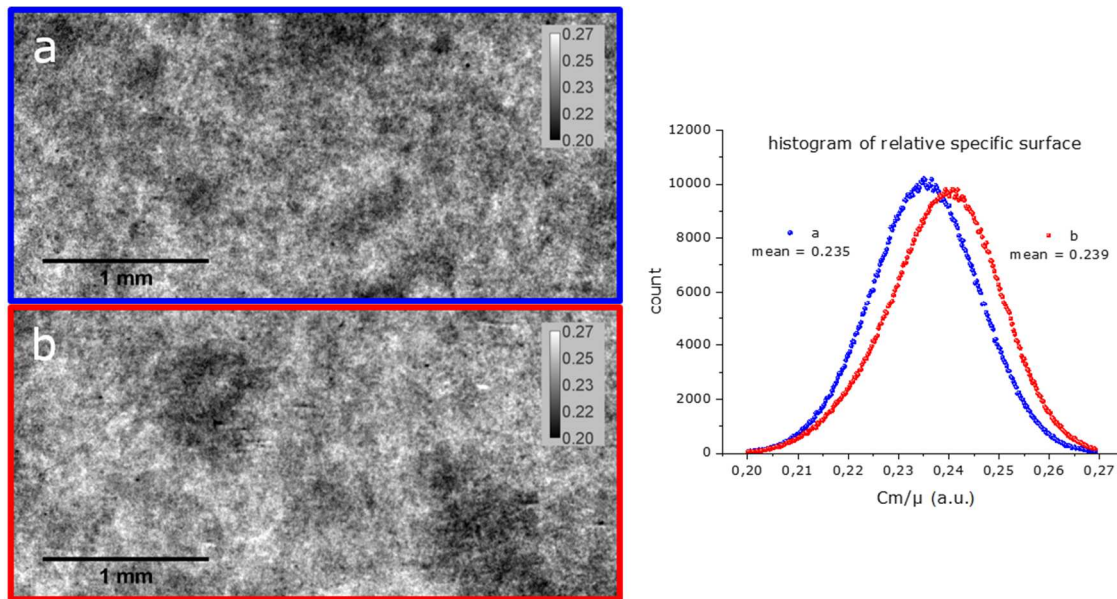 a
0.27
0.25
0.23
0.22
0.20
1 mm
b
0.27
0.25
0.23
0.22
0.20
1 mm
histogram of relative specific surface
12000
10000
8000
6000
4000
2000
0
count
a
mean = 0.235
b
mean = 0.239
0,20 0,21 0,22 0,23 0,24 0,25 0,26 0,27
Cm/μ (a.u.)